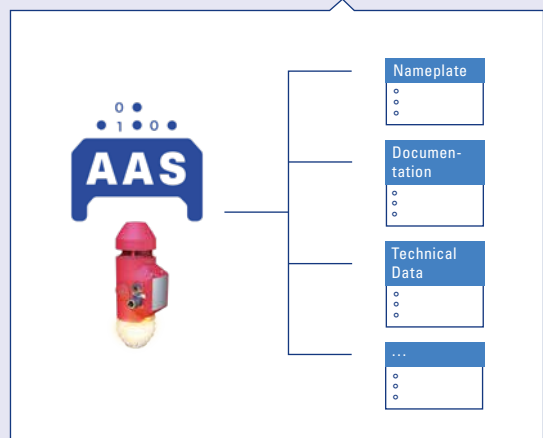 0
1 0
AAS
Nameplate
Documen-
tation
Technical
Data
...